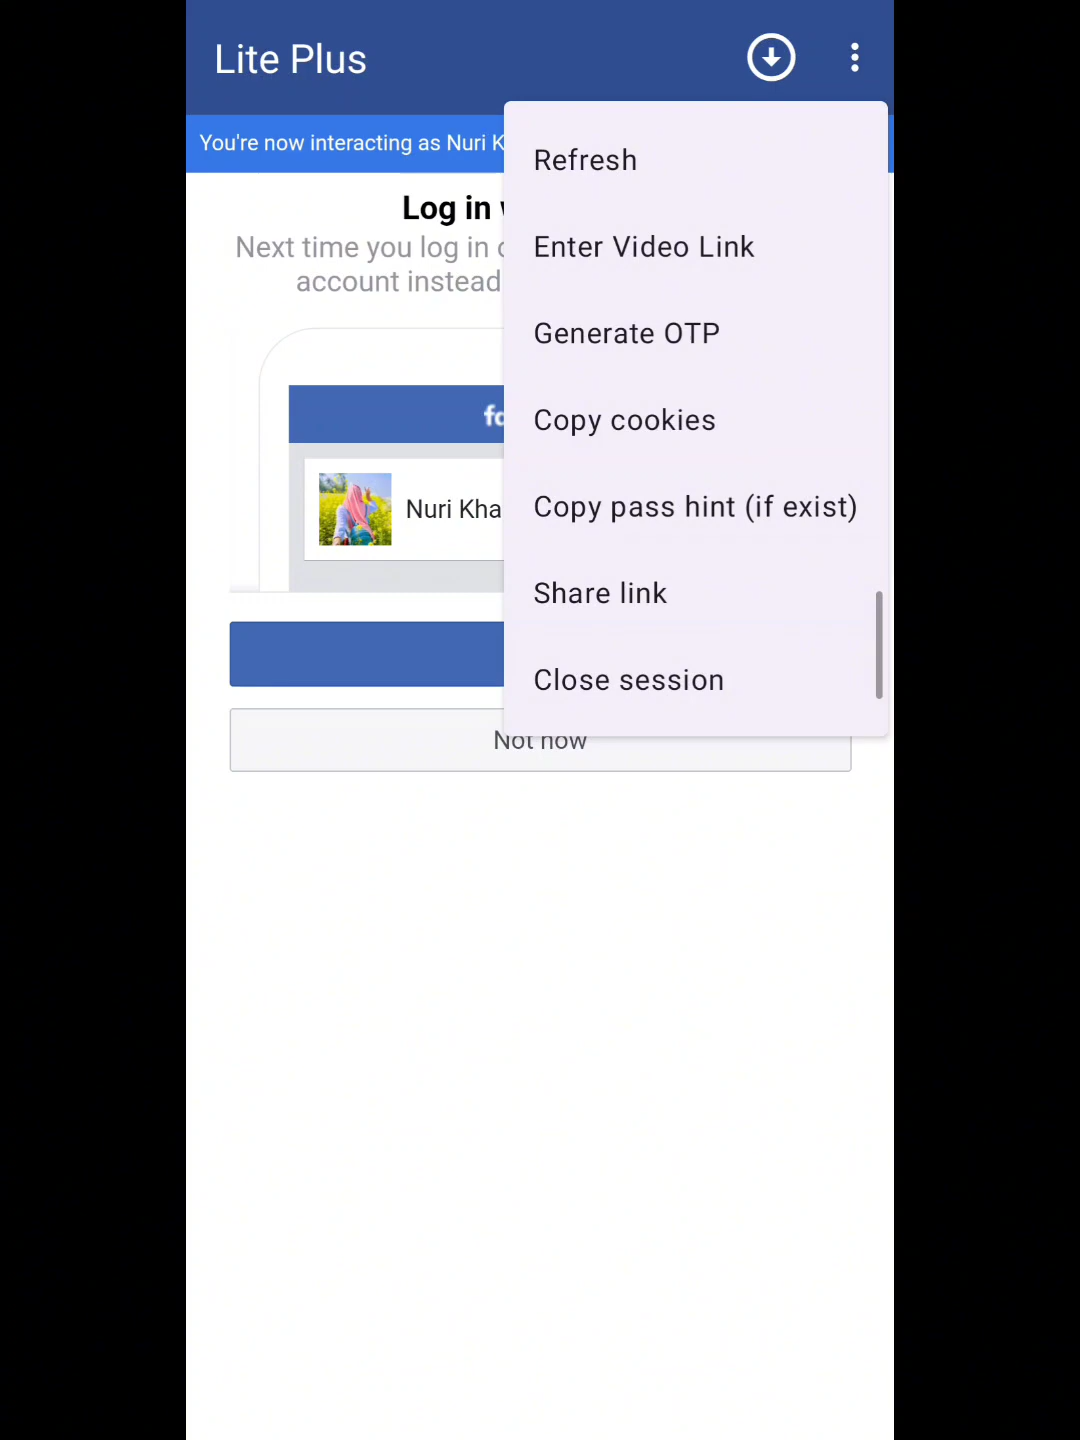 Lite Plus
You're now interacting as Nuri
Log in
Next time you log in
account instead
Nuri Kha
Not now
Refresh
Enter Video Link
Generate OTP
Copy cookies
Copy pass hint (if exist)
Share link
Close session